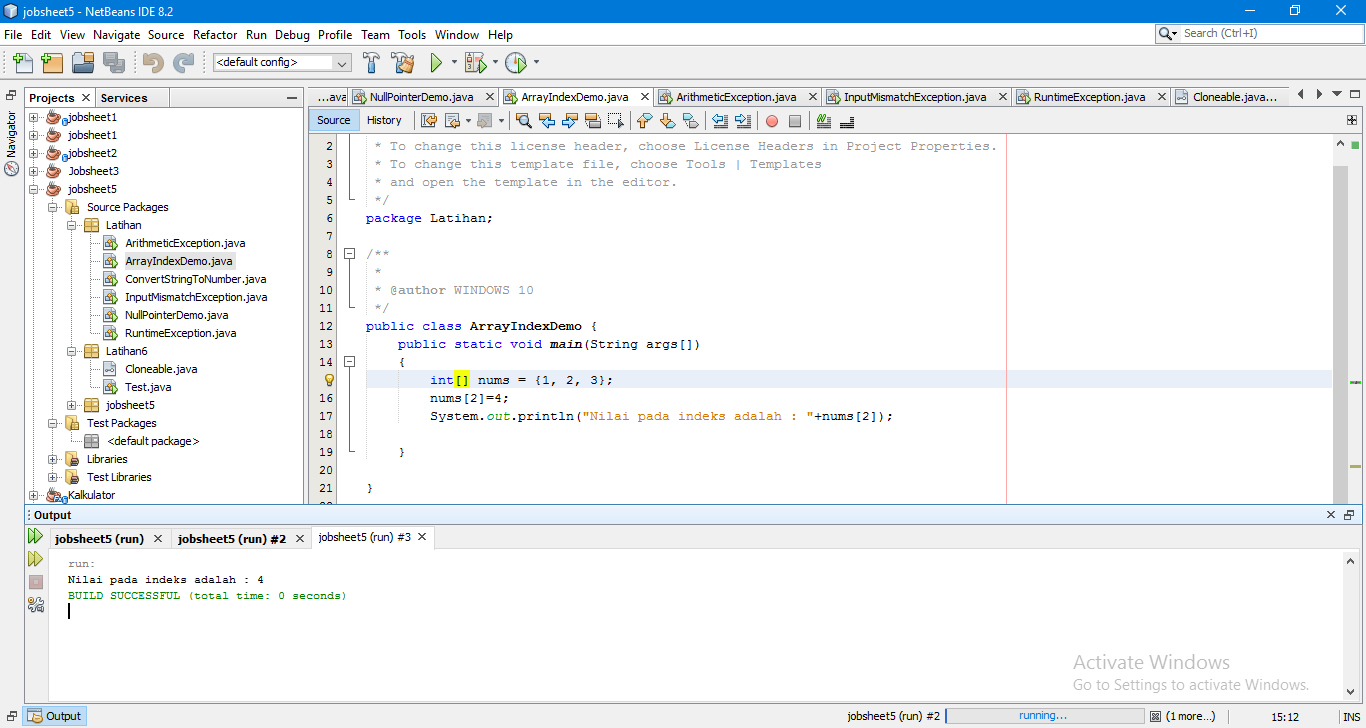 jobsheet5 - NetBeans IDE 8.2
File Edit View Navigate Source Refactor Run Debug Profile Team Tools Window Help
Search (Ctrl+I)
<default config>
Projects Services
Navigator
jobsheet1
jobsheet1
jobsheet2
Jobsheet3
jobsheet5
Source Packages
Latihan
ArithmeticException.java
ArrayIndexDemo.java
ConvertStringToNumber.java
InputMismatchException.java
NullPointerDemo.java
RuntimeException.java
Latihan6
Cloneable.java
Test.java
jobsheet5
Test Packages
<default package>
Libraries
Test Libraries
Kalkulator
...ava NullPointerDemo.java ArrayIndexDemo.java ArithmeticException.java InputMismatchException.java RuntimeException.java Cloneable.java...
Source History
2 * To change this license header, choose License Headers in Project Properties.
3 * To change this template file, choose Tools | Templates
4 * and open the template in the editor.
5 */
6 package Latihan;
7
8 /**
9 *
10 * @author WINDOWS 10
11 */
12 public class ArrayIndexDemo {
13 public static void main(String args[])
14 {
int[] nums = {1, 2, 3};
16 nums[2]=4;
17 System.out.println("Nilai pada indeks adalah : "+nums[2]);
18
19 }
20
21 }
Output
jobsheet5 (run) jobsheet5 (run) #2 jobsheet5 (run) #3
run:
Nilai pada indeks adalah : 4
BUILD SUCCESSFUL (total time: 0 seconds)
Activate Windows
Go to Settings to activate Windows.
Output
jobsheet5 (run) #2 running... (1 more...) 15:12 INS